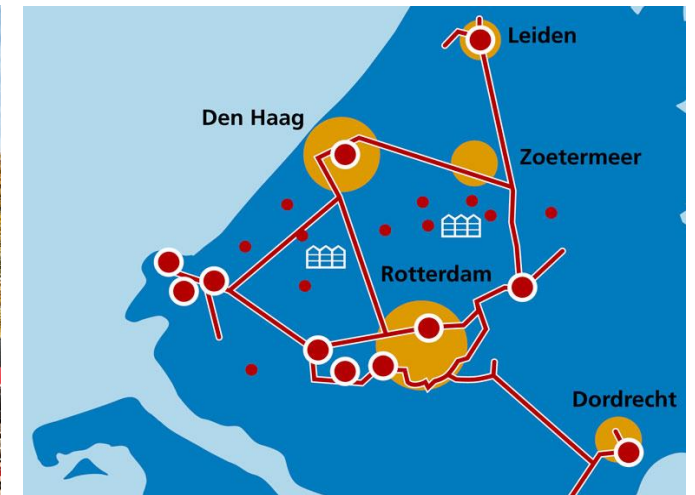 Leiden
Den Haag
Zoetermeer
Rotterdam
Dordrecht